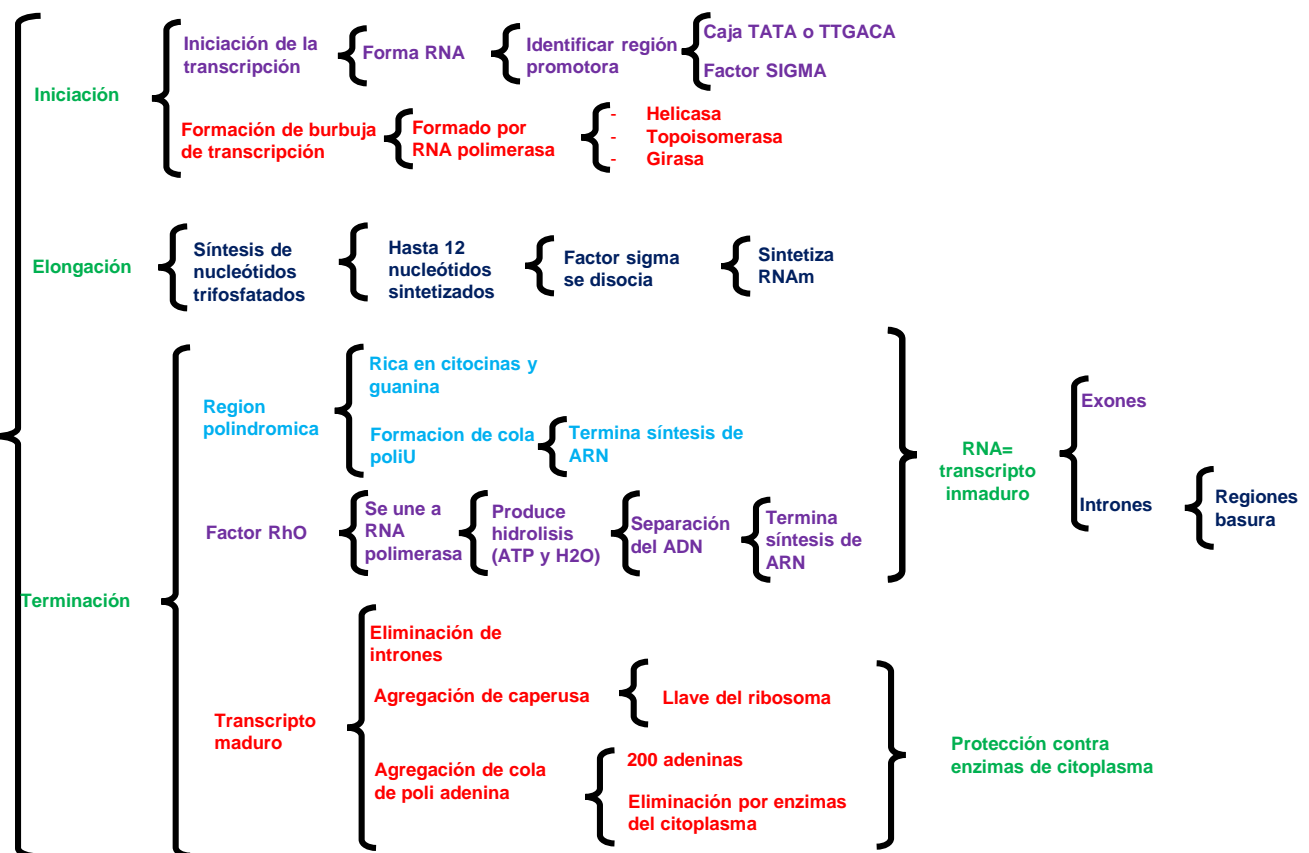 Iniciación
Iniciación de la
transcripción
Forma RNA
Identificar región
promotora
Caja TATA o TTGACA
Factor SIGMA
Formación de burbuja
de transcripción
Formado por
RNA polimerasa
- Helicasa
- Topoisomerasa
- Girasa
Elongación
Síntesis de
nucleótidos
trifosfatados
Hasta 12
nucleótidos
sintetizados
Factor sigma
se disocia
Sintetiza
RNAm
Terminación
Region
polindromica
Rica en citocinas y
guanina
Formacion de cola
poliU
Termina síntesis de
ARN
Factor RhO
Se une a
RNA
polimerasa
Produce
hidrolisis
(ATP y H2O)
Separación
del ADN
Termina
síntesis de
ARN
RNA=
transcripto
inmaduro
Exones
Intrones
Regiones
basura
Transcripto
maduro
Eliminación de
intrones
Agregación de caperusa
Llave del ribosoma
Agregación de cola
de poli adenina
200 adeninas
Eliminación por enzimas
del citoplasma
Protección contra
enzimas de citoplasma